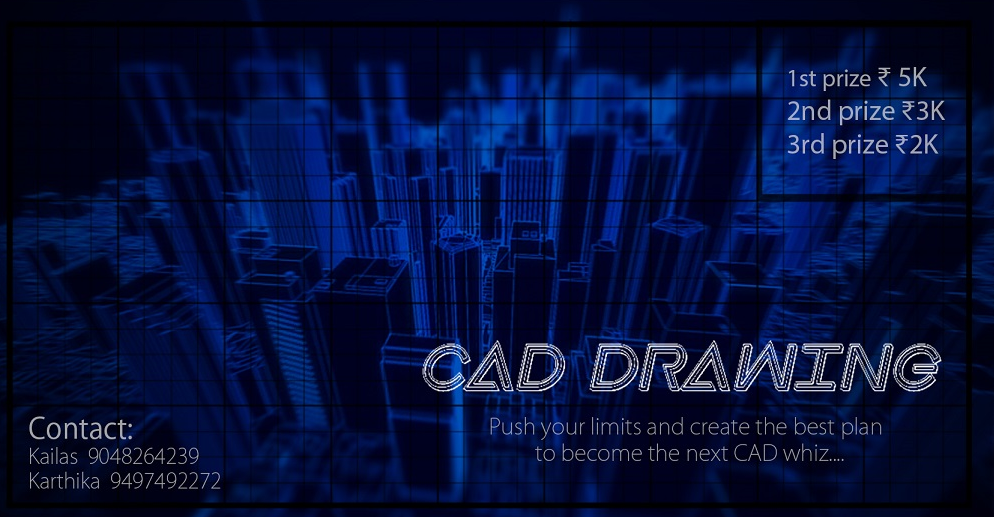 1st prize ₹ 5K
2nd prize ₹3K
3rd prize ₹2K
CAD DRAWING
Push your limits and create the best plan
to become the next CAD whiz....
Contact:
Kailas 9048264239
Karthika 9497492272